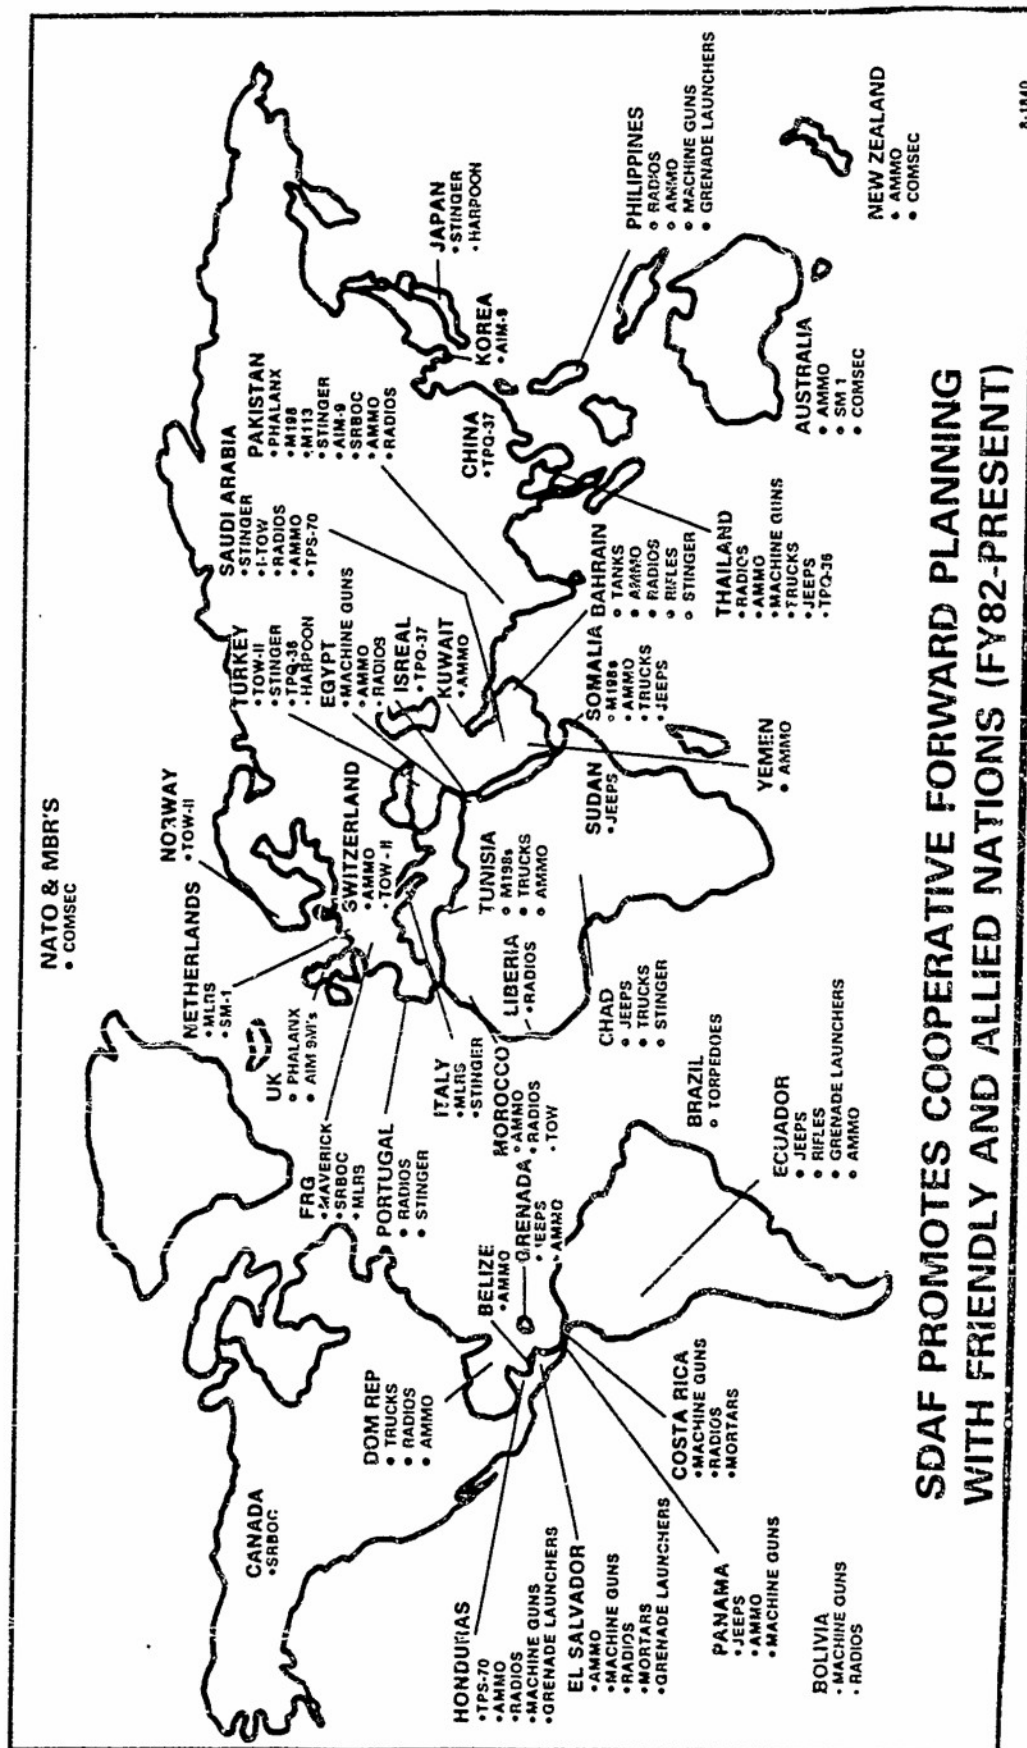 NATO & MBR'S
• COMSEC
CANADA
• SRBOC
DOM REP
• TRUCKS
• RADIOS
• AMMO
HONDURAS
• TPS-70
• AMMO
• RADIOS
• MACHINE GUNS
• GRENADE LAUNCHERS
EL SALVADOR
• AMMO
• MACHINE GUNS
• RADIOS
• MORTARS
• GRENADE LAUNCHERS
PANAMA
• JEEPS
• AMMO
• MACHINE GUNS
BOLIVIA
• MACHINE GUNS
• RADIOS
COSTA RICA
• MACHINE GUNS
• RADIOS
• MORTARS
BELIZE
• AMMO
GRENADA
• JEEPS
• AMMO
ECUADOR
• JEEPS
• RIFLES
• GRENADE LAUNCHERS
• AMMO
BRAZIL
• TORPEDOES
NETHERLANDS
• MLRS
• SM-1
UK
• PHALANX
• AIM 9M's
FRG
• MAVERICK
• SRBOC
• MLRS
PORTUGAL
• RADIOS
• STINGER
ITALY
• MLRS
• STINGER
MOROCCO
• AMMO
• RADIOS
• TOW
LIBERIA
• RADIOS
CHAD
• JEEPS
• TRUCKS
• STINGER
TUNISIA
• M198s
• TRUCKS
• AMMO
NORWAY
• TOW-II
SWITZERLAND
• AMMO
• TOW-II
TURKEY
• TOW-II
• STINGER
• TPQ-36
• HARPOON
EGYPT
• MACHINE GUNS
• AMMO
• RADIOS
ISREAL
• TPQ-37
KUWAIT
• AMMO
SUDAN
• JEEPS
SOMALIA
• M198s
• AMMO
• TRUCKS
• JEEPS
YEMEN
• AMMO
SAUDI ARABIA
• STINGER
• I-TOW
• RADIOS
• AMMO
• TPS-70
PAKISTAN
• PHALANX
• M198
• M113
• STINGER
• AIM-9
• SRBOC
• AMMO
• RADIOS
BAHRAIN
• TANKS
• AMMO
• RADIOS
• RIFLES
• STINGER
CHINA
• TPQ-37
THAILAND
• RADIOS
• AMMO
• MACHINE GUNS
• TRUCKS
• JEEPS
• TPQ-36
KOREA
JAPAN
• STINGER
• HARPOON
PHILIPPINES
• RADIOS
• AMMO
• MACHINE GUNS
• GRENADE LAUNCHERS
AUSTRALIA
• AMMO
• SM 1
• COMSEC
NEW ZEALAND
• AMMO
• COMSEC
SDAF PROMOTES COOPERATIVE FORWARD PLANNING
WITH FRIENDLY AND ALLIED NATIONS (FY82-PRESENT)